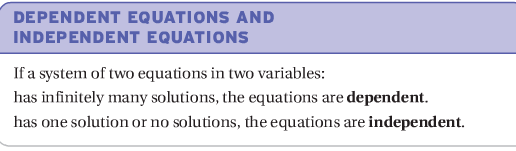 DEPENDENT EQUATIONS AND
INDEPENDENT EQUATIONS
If a system of two equations in two variables:
has infinitely many solutions, the equations are dependent.
has one solution or no solutions, the equations are independent.